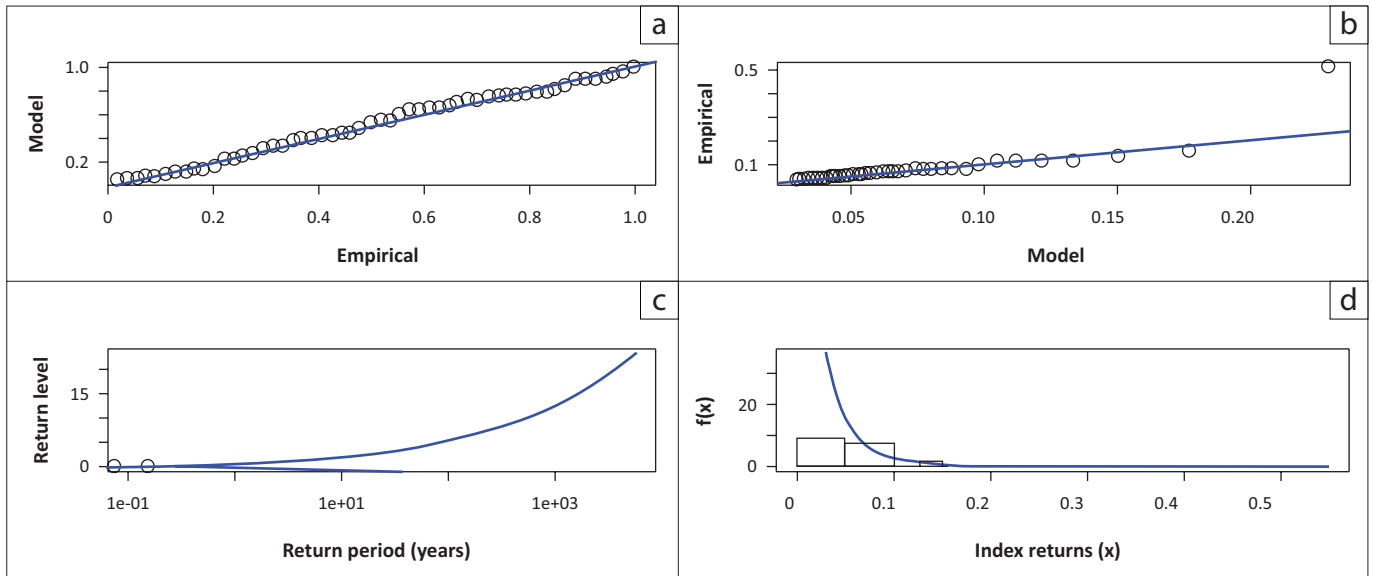 a
1.0
0.2
Model
0 0.2 0.4 0.6 0.8 1.0
Empirical
b
0.5
0.1
Empirical
0.05 0.10 0.15 0.20
Model
c
15
0
Return level
1e-01 1e+01 1e+03
Return period (years)
d
20
0
f(x)
0 0.1 0.2 0.3 0.4 0.5
Index returns (x)